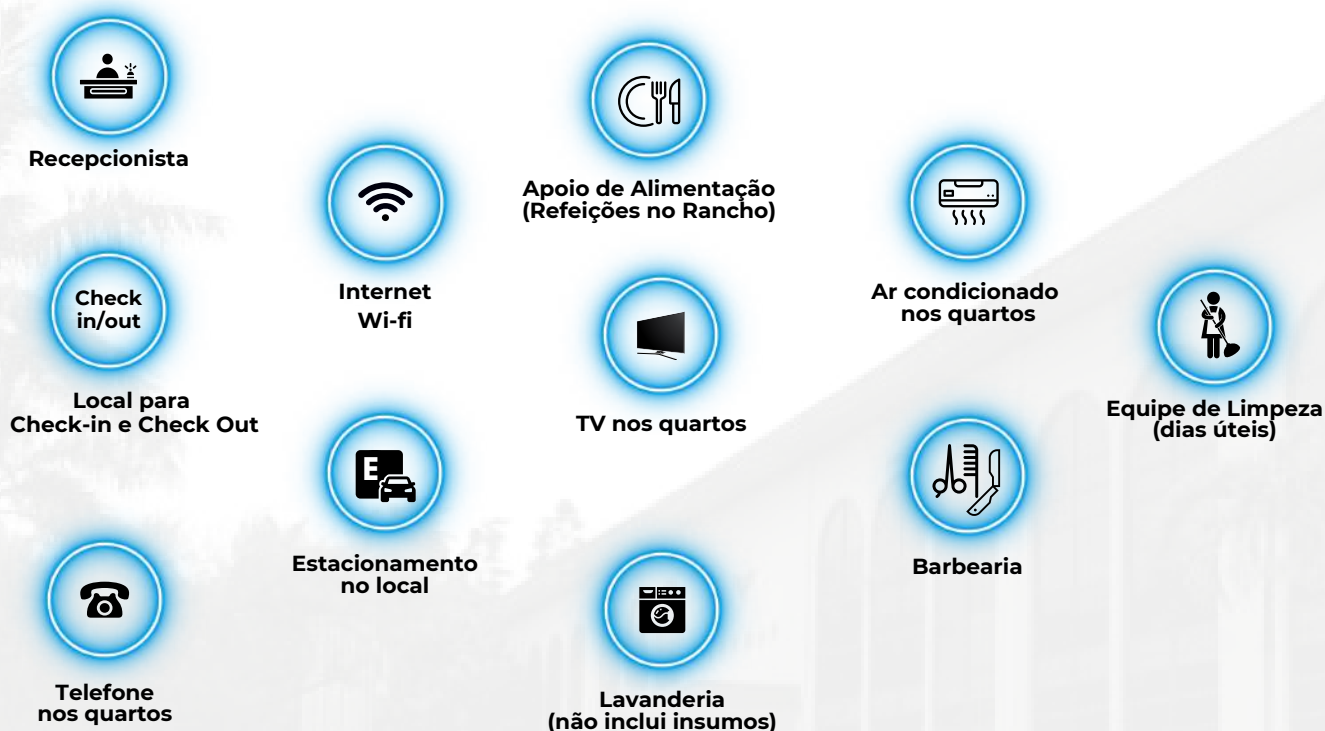 Recepcionista
Check
in/out
Local para
Check-in e Check Out
Telefone
nos quartos
Internet
Wi-fi
E
Estacionamento
no local
Apoio de Alimentação
(Refeições no Rancho)
TV nos quartos
Lavanderia
(não inclui insumos)
Ar condicionado
nos quartos
Barbearia
Equipe de Limpeza
(dias úteis)